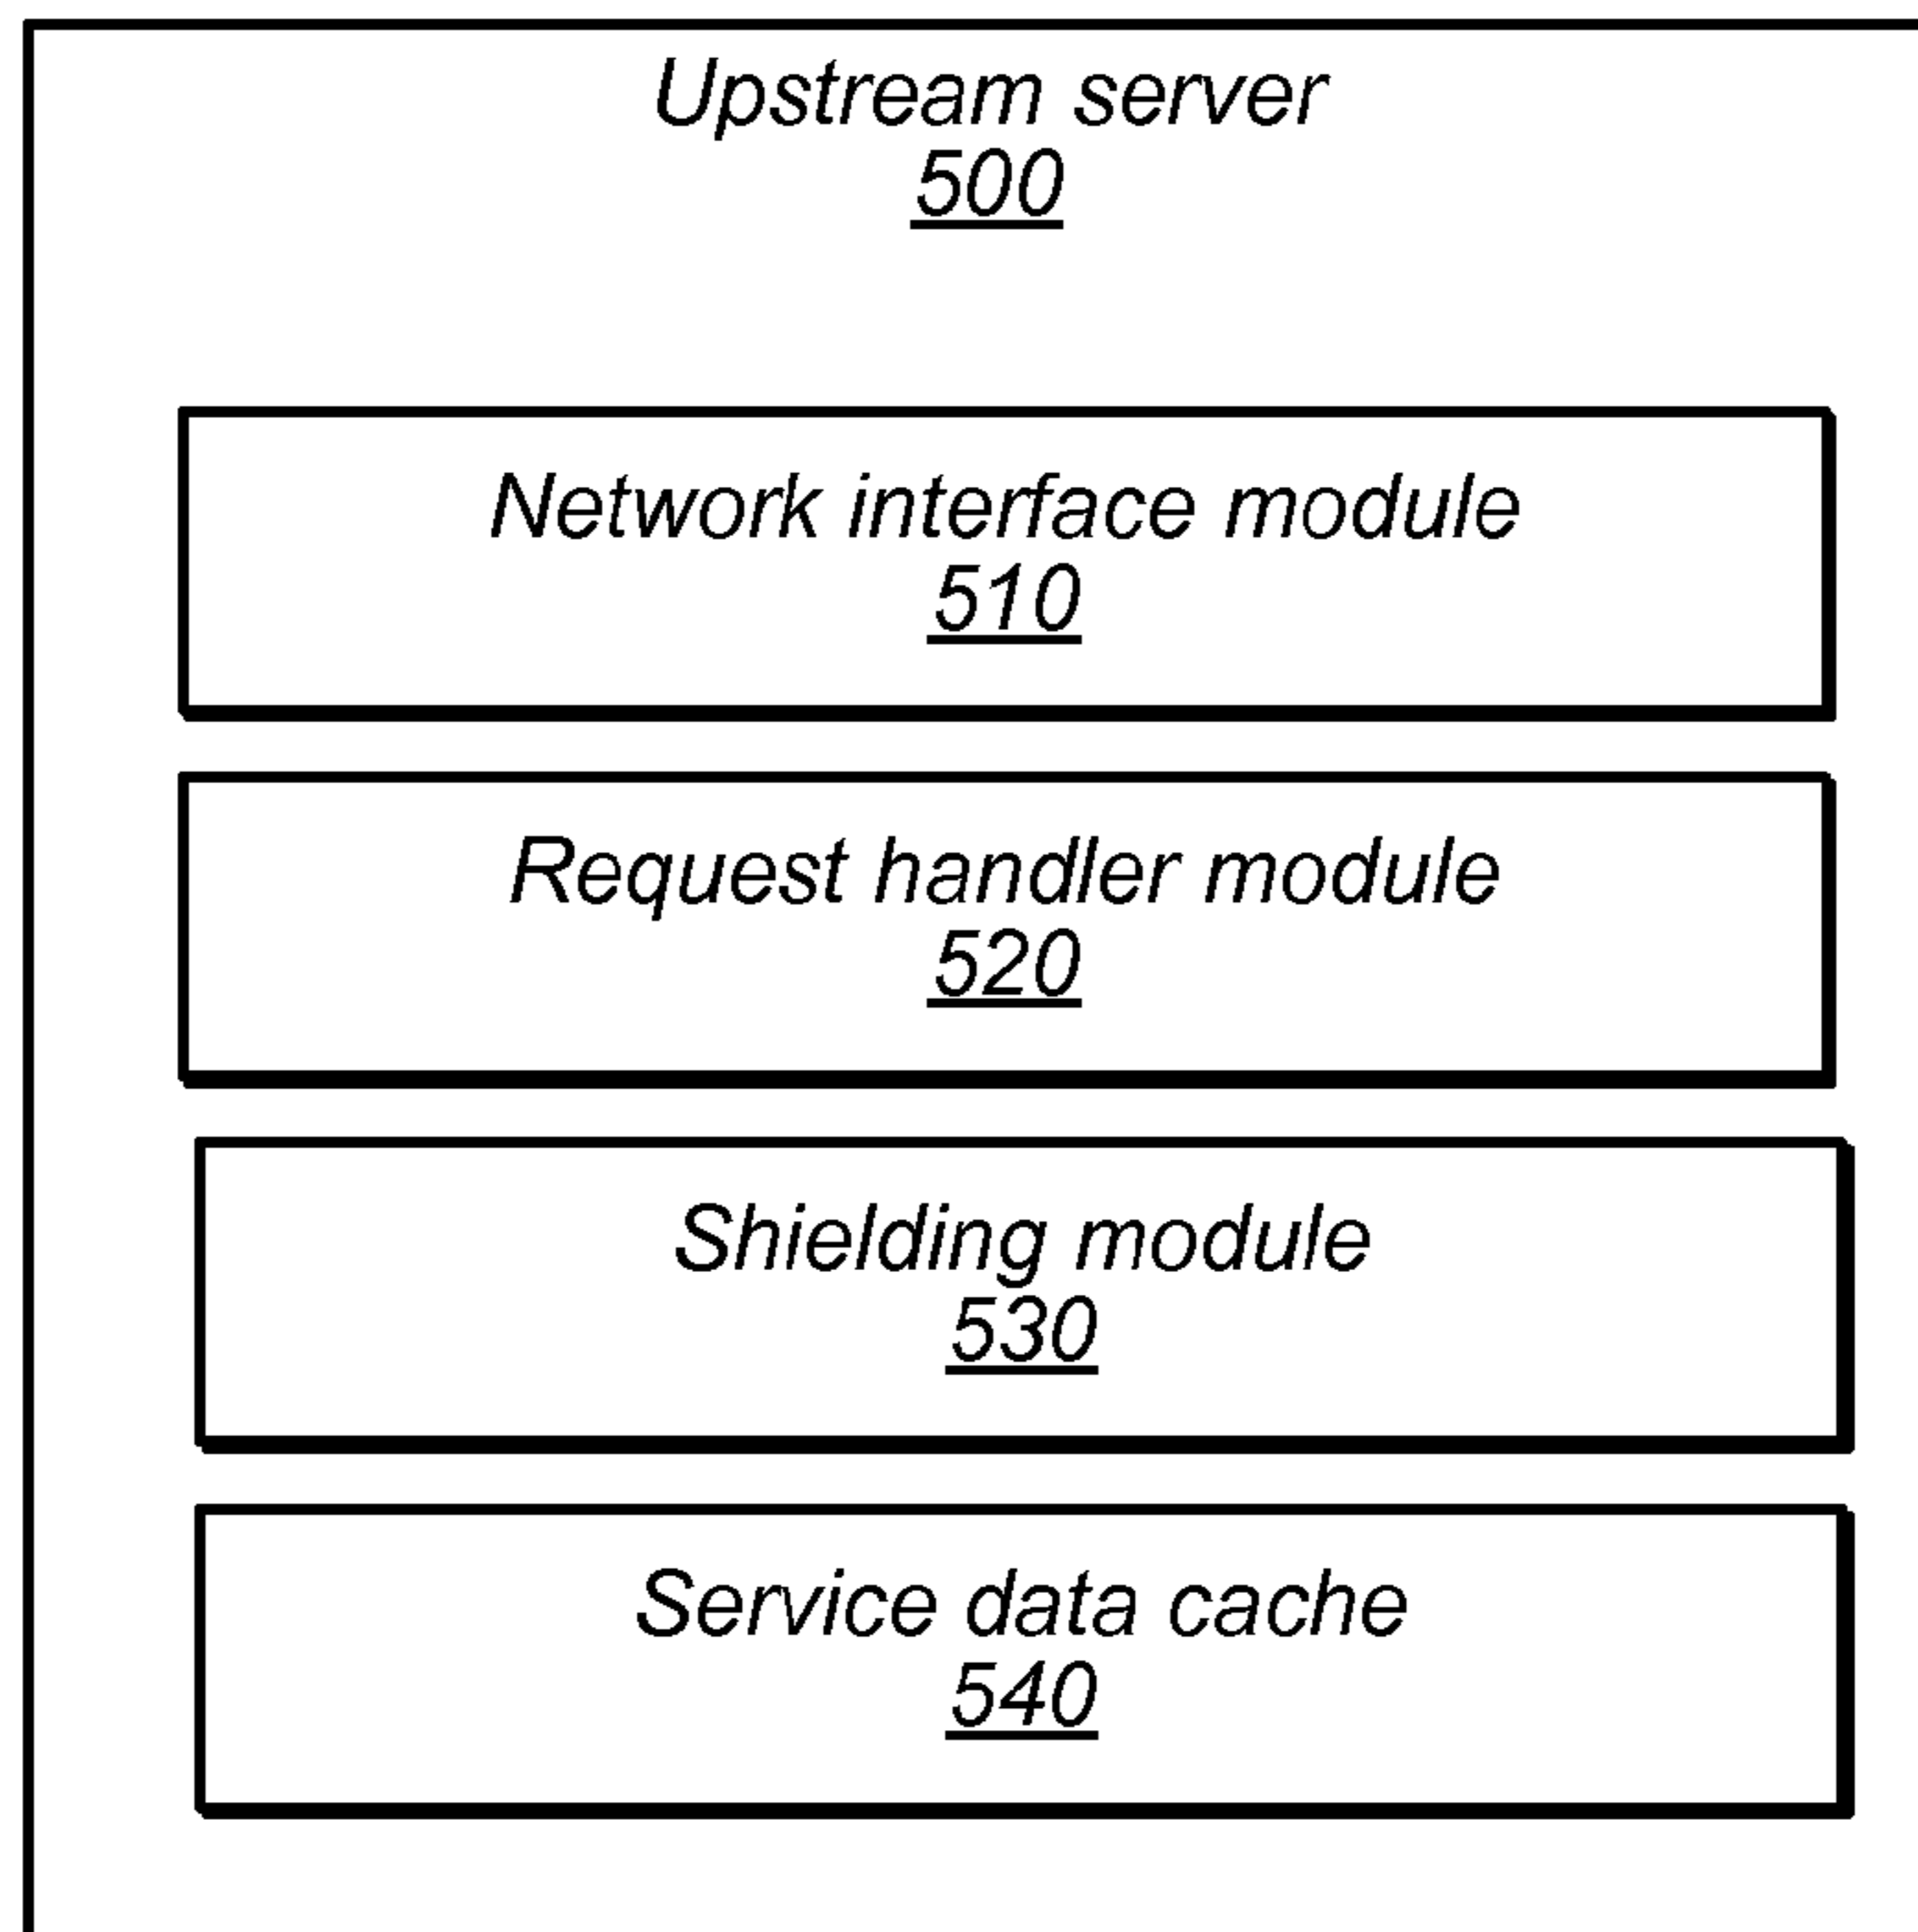 Upstream server
500
Network interface module
510
Request handler module
520
Shielding module
530
Service data cache
540